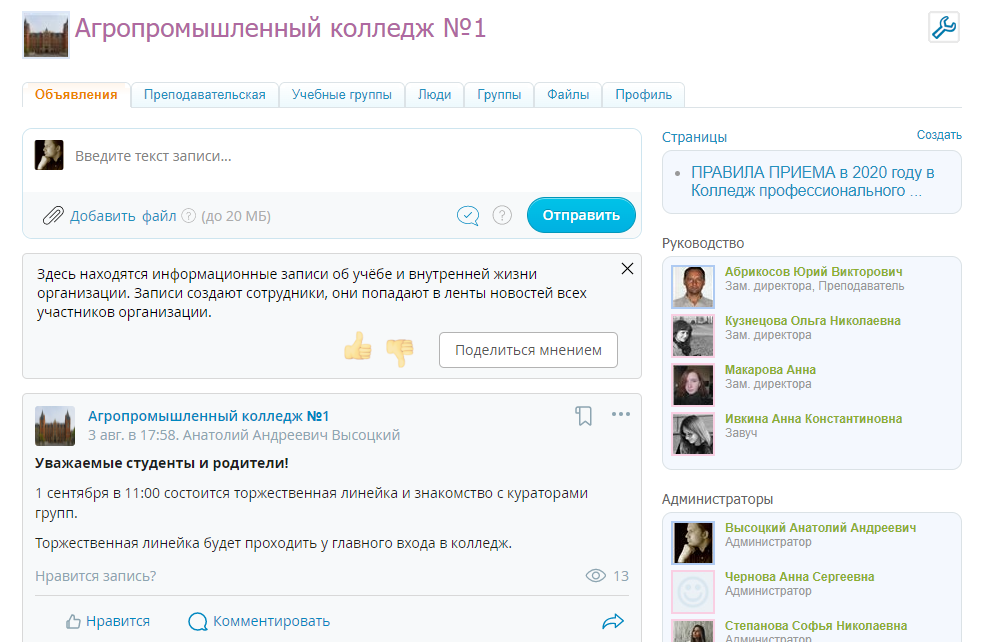 Агропромышленный колледж №1
Объявления
Преподавательская
Учебные группы
Люди
Группы
Файлы
Профиль
Введите текст записи...
Добавить файл ? (до 20 МБ)
?
Отправить
Здесь находятся информационные записи об учёбе и внутренней жизни
организации. Записи создают сотрудники, они попадают в ленты новостей всех
участников организации.
Поделиться мнением
Агропромышленный колледж №1
3 авг. в 17:58. Анатолий Андреевич Высоцкий
Уважаемые студенты и родители!
1 сентября в 11:00 состоится торжественная линейка и знакомство с кураторами
групп.
Торжественная линейка будет проходить у главного входа в колледж.
Нравится запись?
13
Нравится
Комментировать
Страницы
Создать
ПРАВИЛА ПРИЕМА в 2020 году в
Колледж профессионального ...
Руководство
Абрикосов Юрий Викторович
Зам. директора, Преподаватель
Кузнецова Ольга Николаевна
Зам. директора
Макарова Анна
Зам. директора
Ивкина Анна Константиновна
Завуч
Администраторы
Высоцкий Анатолий Андреевич
Администратор
Чернова Анна Сергеевна
Администратор
Степанова Софья Николаевна
Администратор